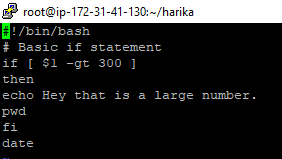 root@ip-172-31-41-130:~/harika
#!/bin/bash
# Basic if statement
if [ $1 -gt 300 ]
then
echo Hey that is a large number.
pwd
fi
date